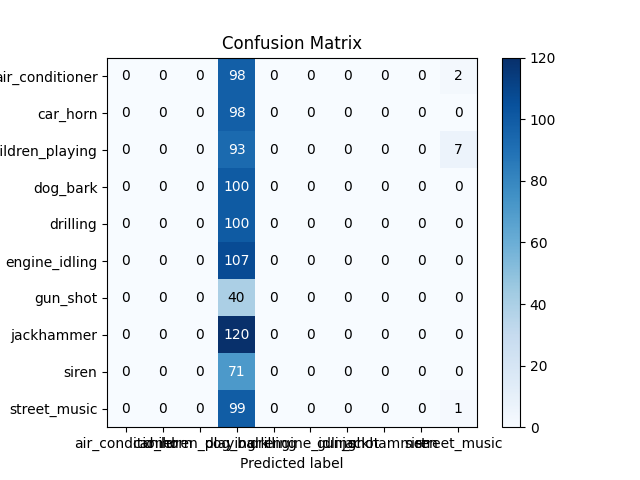 Confusion Matrix
air_conditioner 0 0 0 98 0 0 0 0 0 2
car_horn 0 0 0 98 0 0 0 0 0 0
ildren_playing 0 0 0 93 0 0 0 0 0 7
dog_bark 0 0 0 100 0 0 0 0 0 0
drilling 0 0 0 100 0 0 0 0 0 0
engine_idling 0 0 0 107 0 0 0 0 0 0
gun_shot 0 0 0 40 0 0 0 0 0 0
jackhammer 0 0 0 120 0 0 0 0 0 0
siren 0 0 0 71 0 0 0 0 0 0
street_music 0 0 0 99 0 0 0 0 0 1
street_music
Predicted label
120
100
80
60
40
20
0